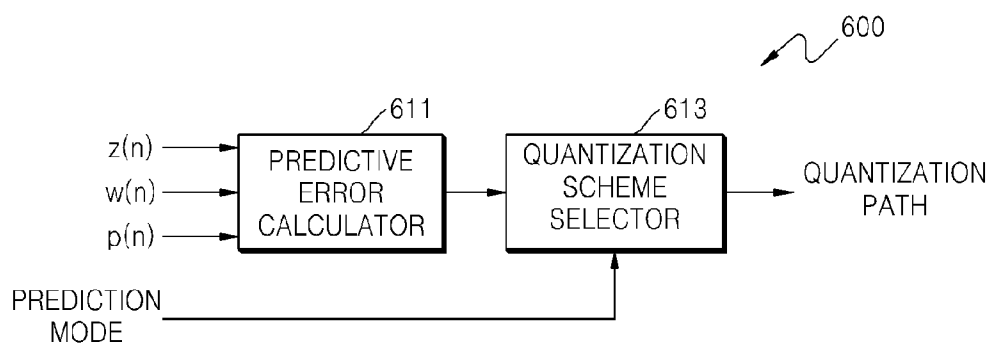 600
611
613
z(n)
w(n)
p(n)
PREDICTIVE
ERROR
CALCULATOR
QUANTIZATION
SCHEME
SELECTOR
QUANTIZATION
PATH
PREDICTION
MODE